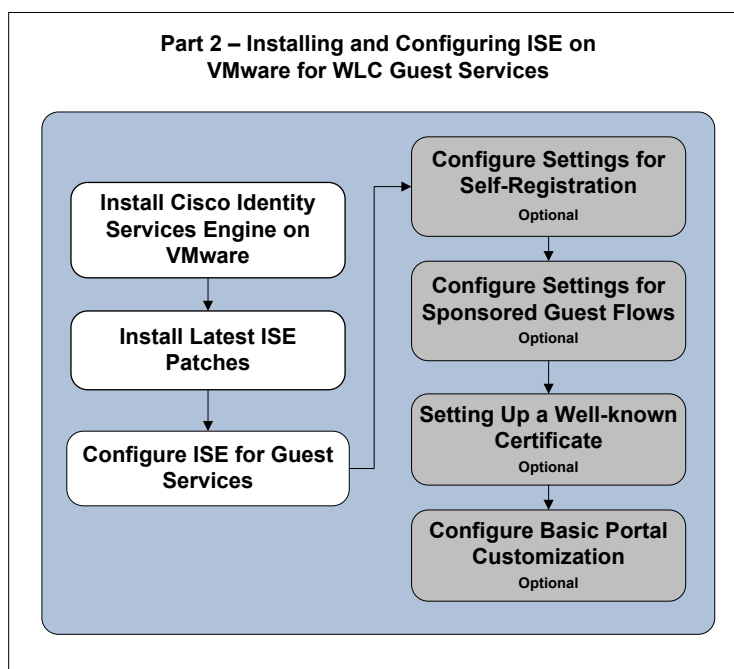 Part 2 – Installing and Configuring ISE on
VMware for WLC Guest Services
Install Cisco Identity
Services Engine on
VMware
Install Latest ISE
Patches
Configure ISE for Guest
Services
Configure Settings for
Self-Registration
Optional
Configure Settings for
Sponsored Guest Flows
Optional
Setting Up a Well-known
Certificate
Optional
Configure Basic Portal
Customization
Optional